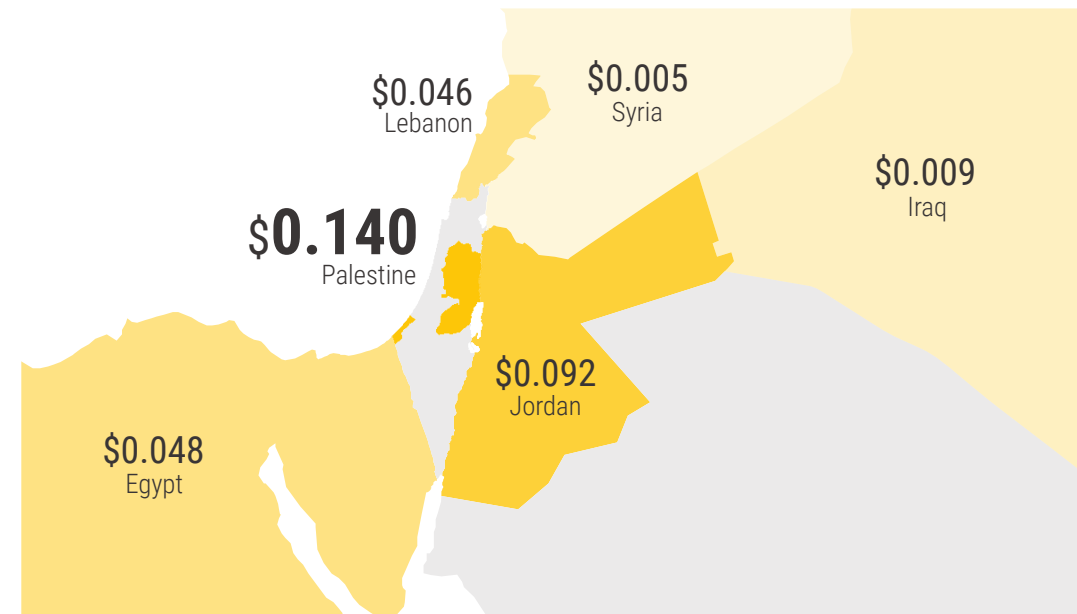 $0.046
Lebanon
$0.005
Syria
$0.009
Iraq
$0.140
Palestine
$0.092
Jordan
$0.048
Egypt